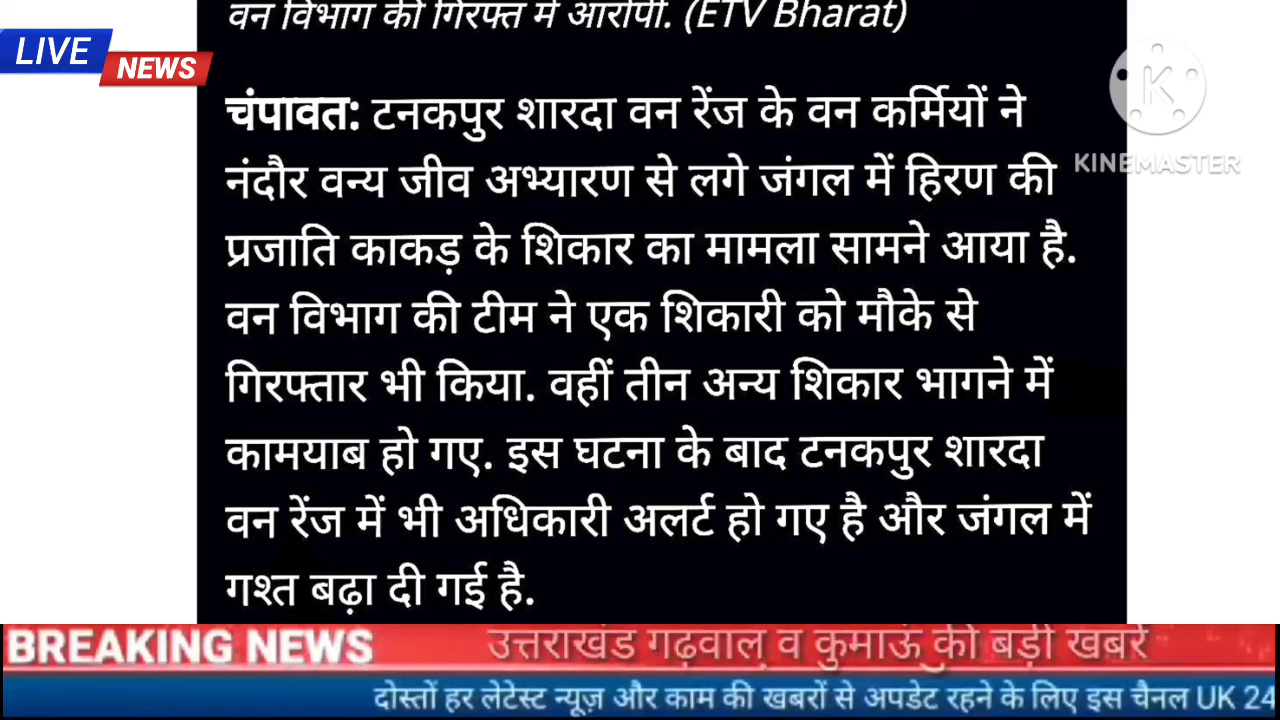 वन विभाग की गिरफ्त में आरोपी. (ETV Bharat)
LIVE
NEWS
K
KINEMASTER
चंपावत: टनकपुर शारदा वन रेंज के वन कर्मियों ने
नंदौर वन्य जीव अभ्यारण से लगे जंगल में हिरण की
प्रजाति काकड़ के शिकार का मामला सामने आया है.
वन विभाग की टीम ने एक शिकारी को मौके से
गिरफ्तार भी किया. वहीं तीन अन्य शिकार भागने में
कामयाब हो गए. इस घटना के बाद टनकपुर शारदा
वन रेंज में भी अधिकारी अलर्ट हो गए है और जंगल में
गश्त बढ़ा दी गई है.
BREAKING NEWS
उत्तराखंड गढ़वाल व कुमाऊं की बड़ी खबरें
दोस्तों हर लेटेस्ट न्यूज़ और काम की खबरों से अपडेट रहने के लिए इस चैनल UK 24